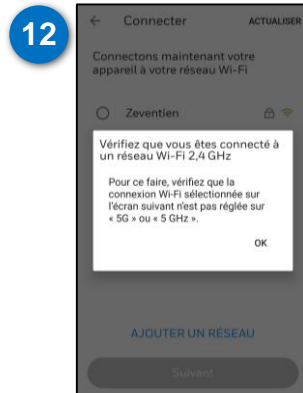 12
Connecter ACTUALISER
Connectons maintenant votre
appareil à votre réseau Wi-Fi
Zeventien
Vérifiez que vous êtes connecté à
un réseau Wi-Fi 2,4 GHz
Pour ce faire, vérifiez que la
connexion Wi-Fi sélectionnée sur
l'écran suivant n'est pas réglée sur
« 5G » ou « 5 GHz ».
OK
AJOUTER UN RÉSEAU
Suivant